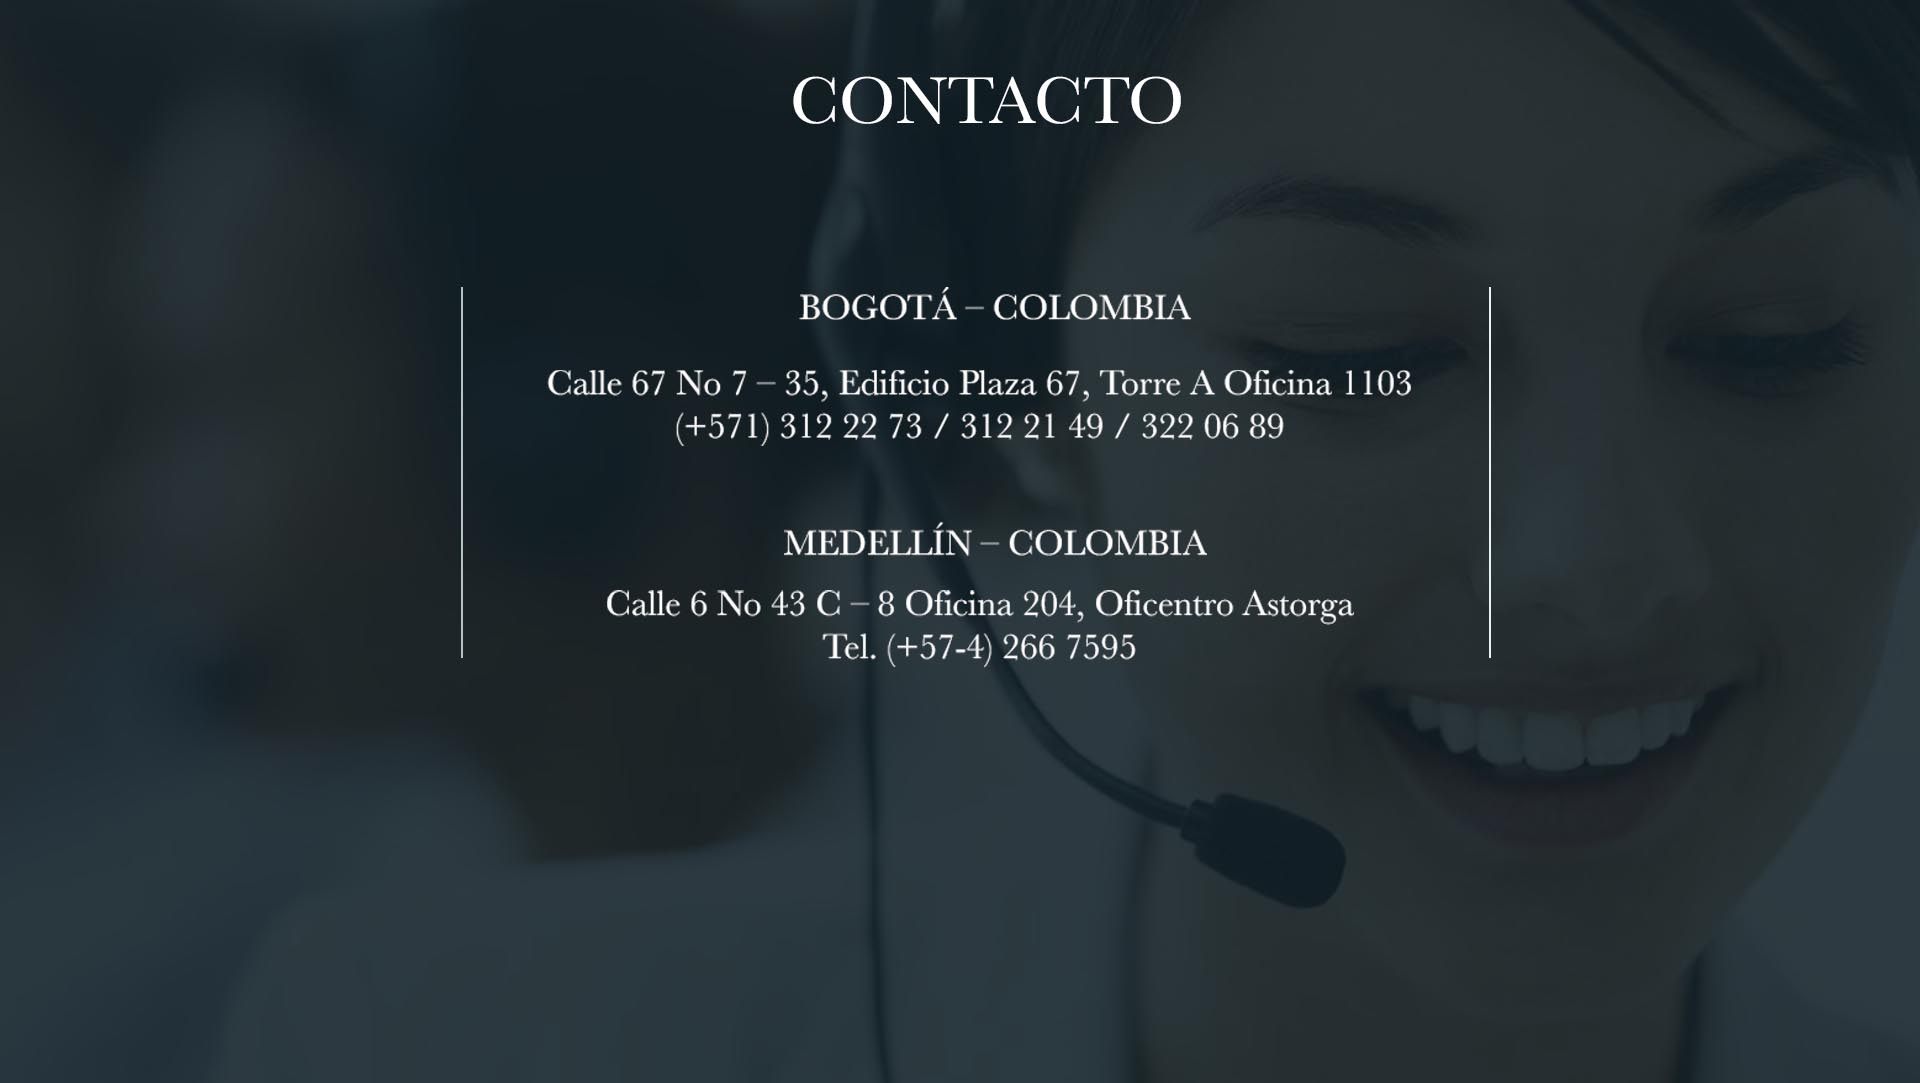 CONTACTO
BOGOTÁ – COLOMBIA
Calle 67 No 7 – 35, Edificio Plaza 67, Torre A Oficina 1103
(+571) 312 22 73 / 312 21 49 / 322 06 89
MEDELLÍN – COLOMBIA
Calle 6 No 43 C – 8 Oficina 204, Oficentro Astorga
Tel. (+57-4) 266 7595